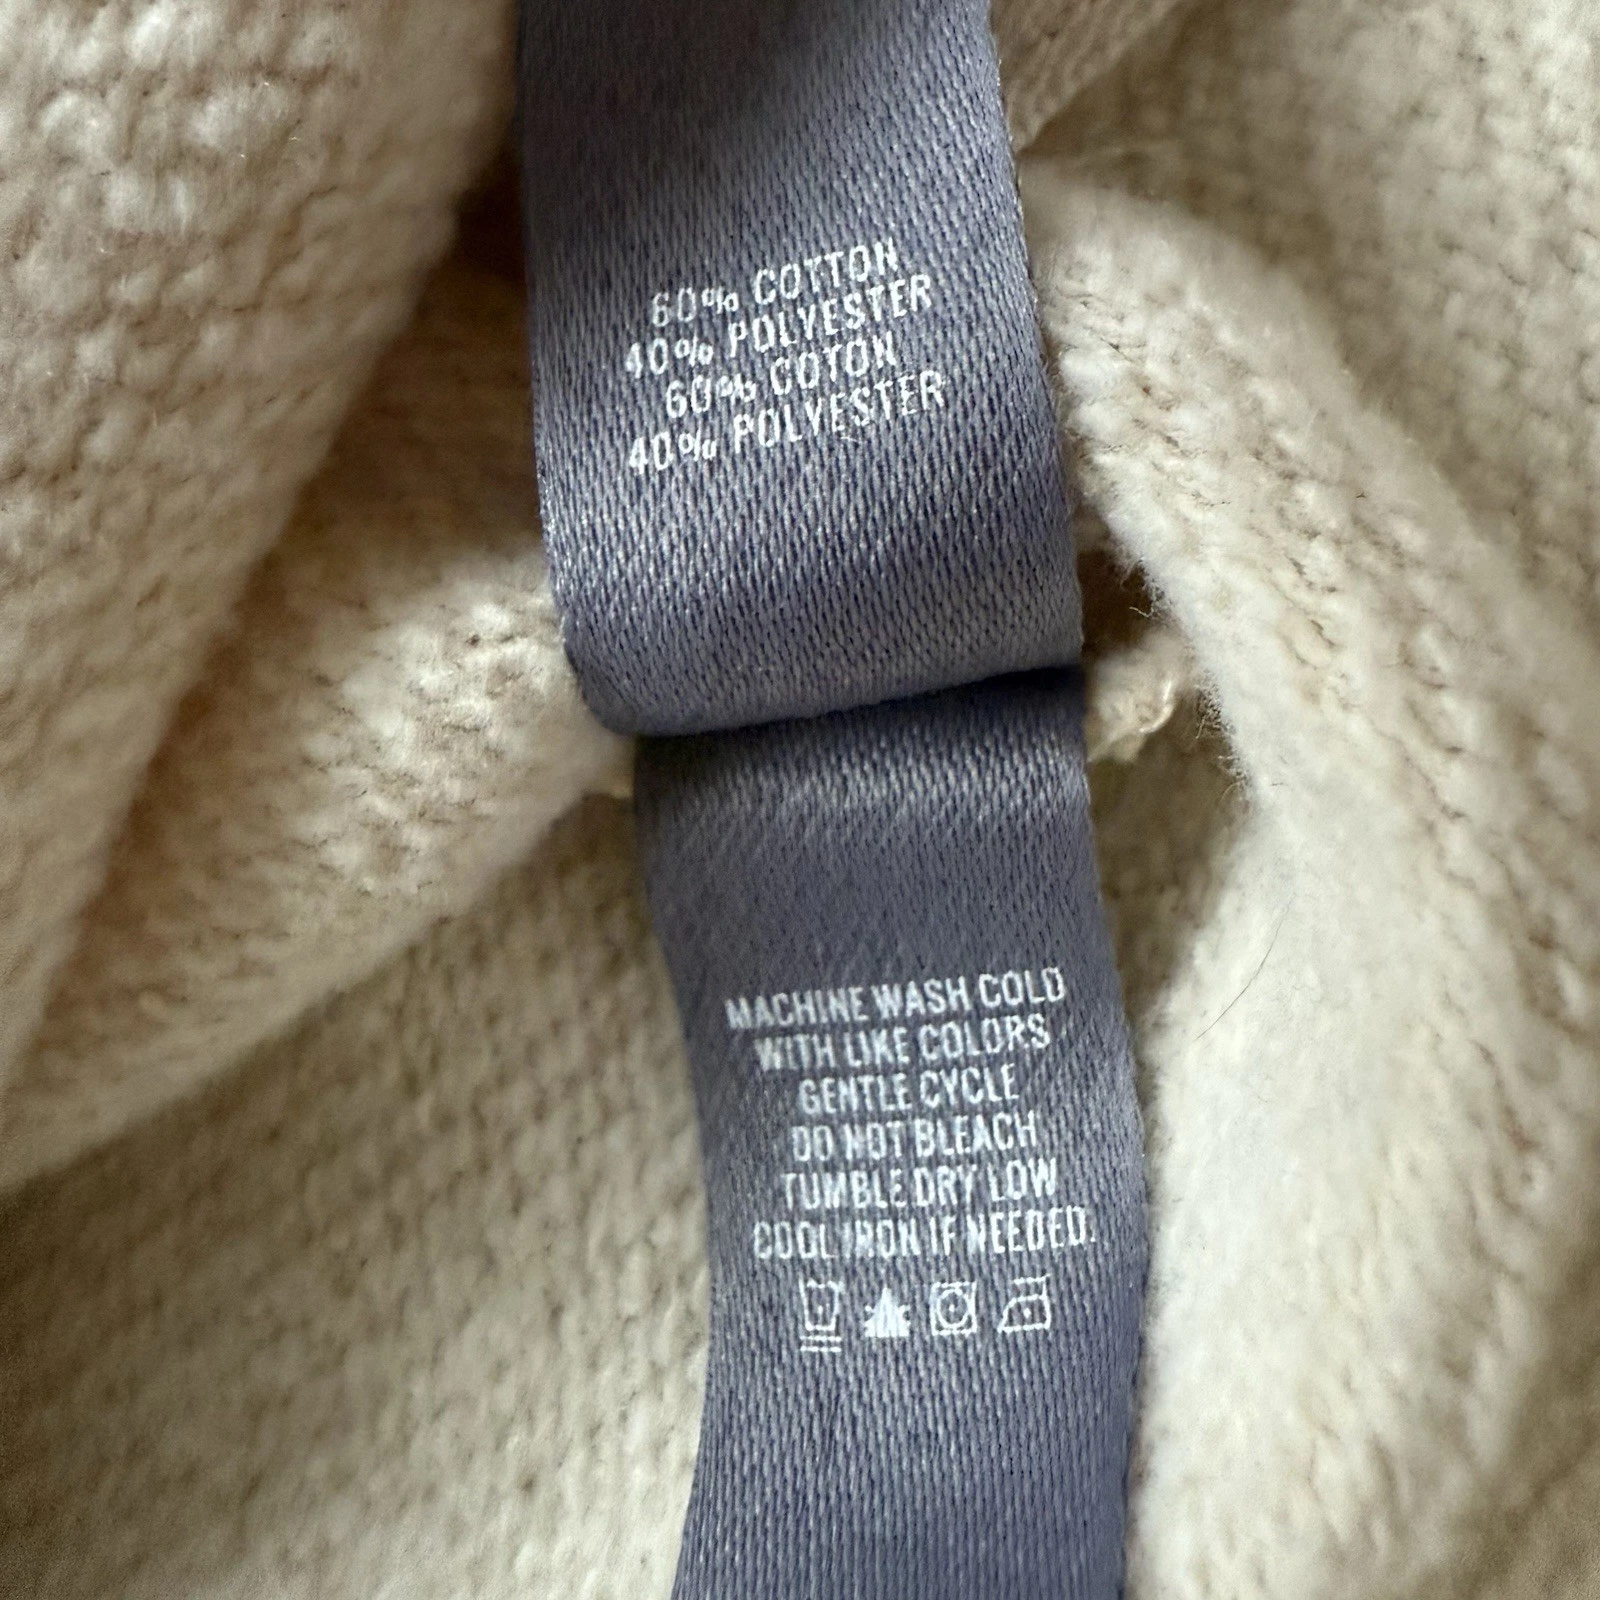 60% COTTON
40% POLYESTER
60% COTON
40% POLYESTER
MACHINE WASH COLD
WITH LIKE COLORS
GENTLE CYCLE
DO NOT BLEACH
TUMBLE DRY LOW
COOL IRON IF NEEDED.